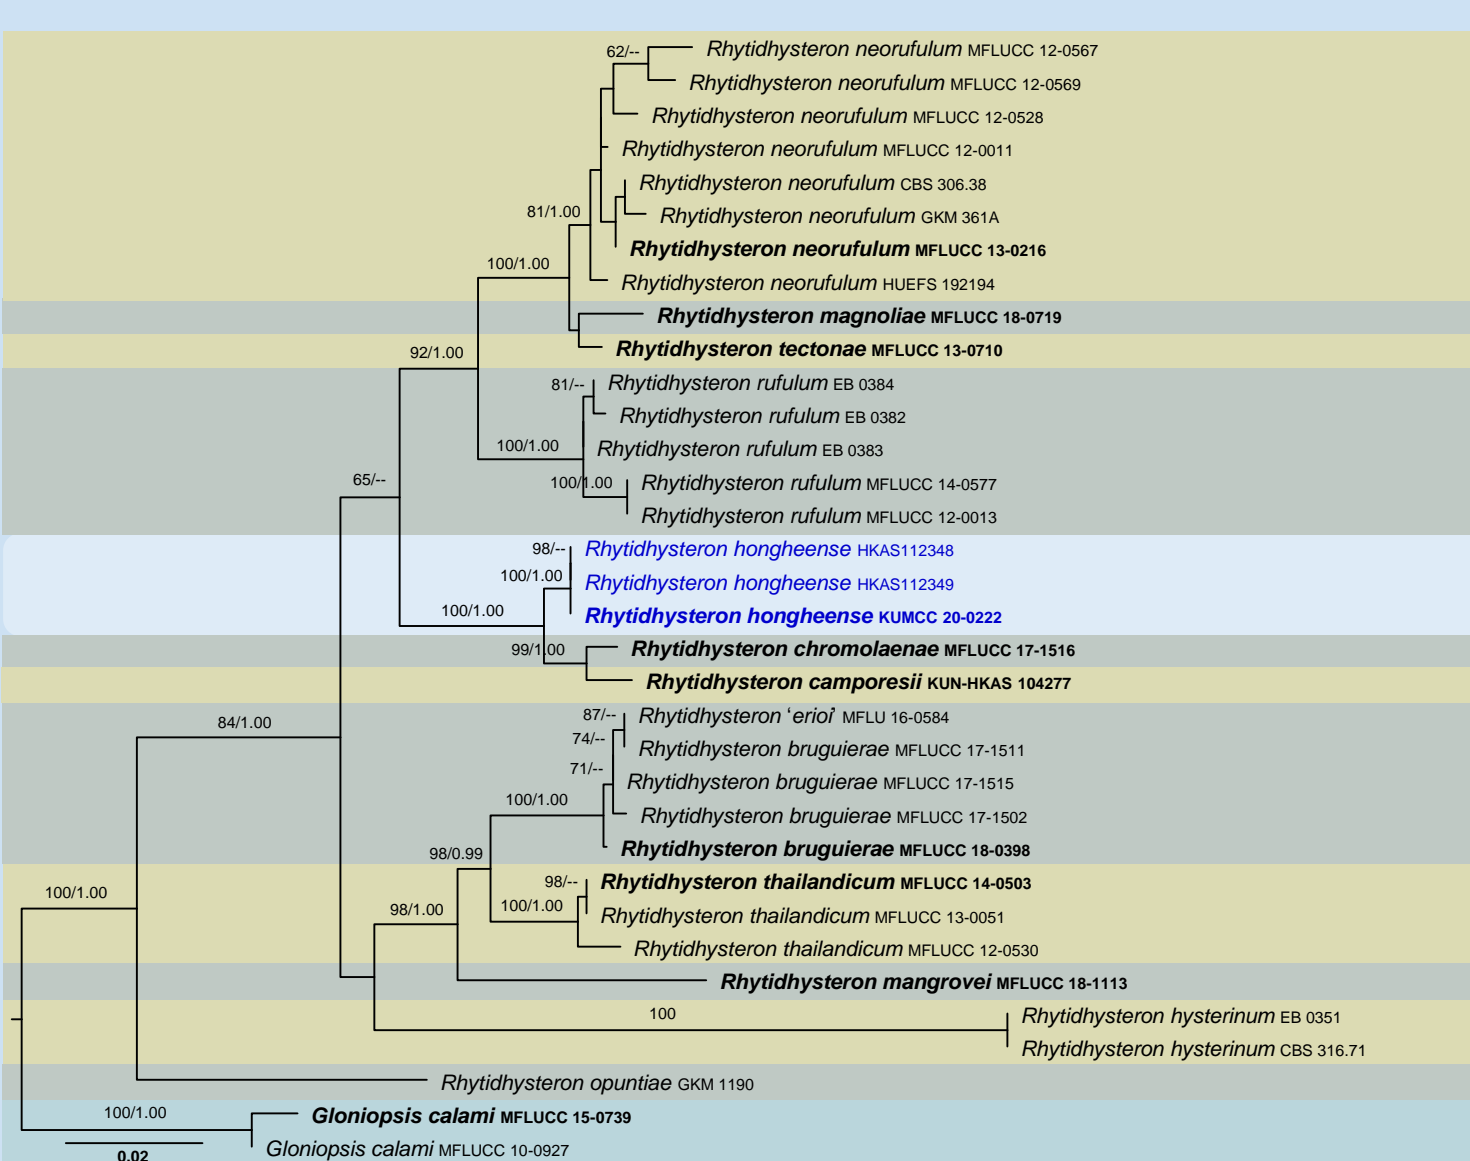 62/--
Rhytidhysteron neorufulum MFLUCC 12-0567
Rhytidhysteron neorufulum MFLUCC 12-0569
Rhytidhysteron neorufulum MFLUCC 12-0528
Rhytidhysteron neorufulum MFLUCC 12-0011
Rhytidhysteron neorufulum CBS 306.38
81/1.00
Rhytidhysteron neorufulum GKM 361A
Rhytidhysteron neorufulum MFLUCC 13-0216
100/1.00
Rhytidhysteron neorufulum HUEFS 192194
Rhytidhysteron magnoliae MFLUCC 18-0719
92/1.00
Rhytidhysteron tectonae MFLUCC 13-0710
81/--
Rhytidhysteron rufulum EB 0384
Rhytidhysteron rufulum EB 0382
100/1.00
Rhytidhysteron rufulum EB 0383
65/--
100/1.00
Rhytidhysteron rufulum MFLUCC 14-0577
Rhytidhysteron rufulum MFLUCC 12-0013
98/--
Rhytidhysteron hongheense HKAS112348
100/1.00
Rhytidhysteron hongheense HKAS112349
100/1.00
Rhytidhysteron hongheense KUMCC 20-0222
99/1.00
Rhytidhysteron chromolaenae MFLUCC 17-1516
Rhytidhysteron camporesii KUN-HKAS 104277
87/--
Rhytidhysteron ‘erioi’ MFLU 16-0584
84/1.00
74/--
Rhytidhysteron bruguierae MFLUCC 17-1511
71/--
Rhytidhysteron bruguierae MFLUCC 17-1515
100/1.00
Rhytidhysteron bruguierae MFLUCC 17-1502
98/0.99
Rhytidhysteron bruguierae MFLUCC 18-0398
98/--
Rhytidhysteron thailandicum MFLUCC 14-0503
100/1.00
98/1.00
100/1.00
Rhytidhysteron thailandicum MFLUCC 13-0051
Rhytidhysteron thailandicum MFLUCC 12-0530
Rhytidhysteron mangrovei MFLUCC 18-1113
100
Rhytidhysteron hysterinum EB 0351
Rhytidhysteron hysterinum CBS 316.71
Rhytidhysteron opuntiae GKM 1190
100/1.00
Gloniopsis calami MFLUCC 15-0739
Gloniopsis calami MFLUCC 10-0927
0.02